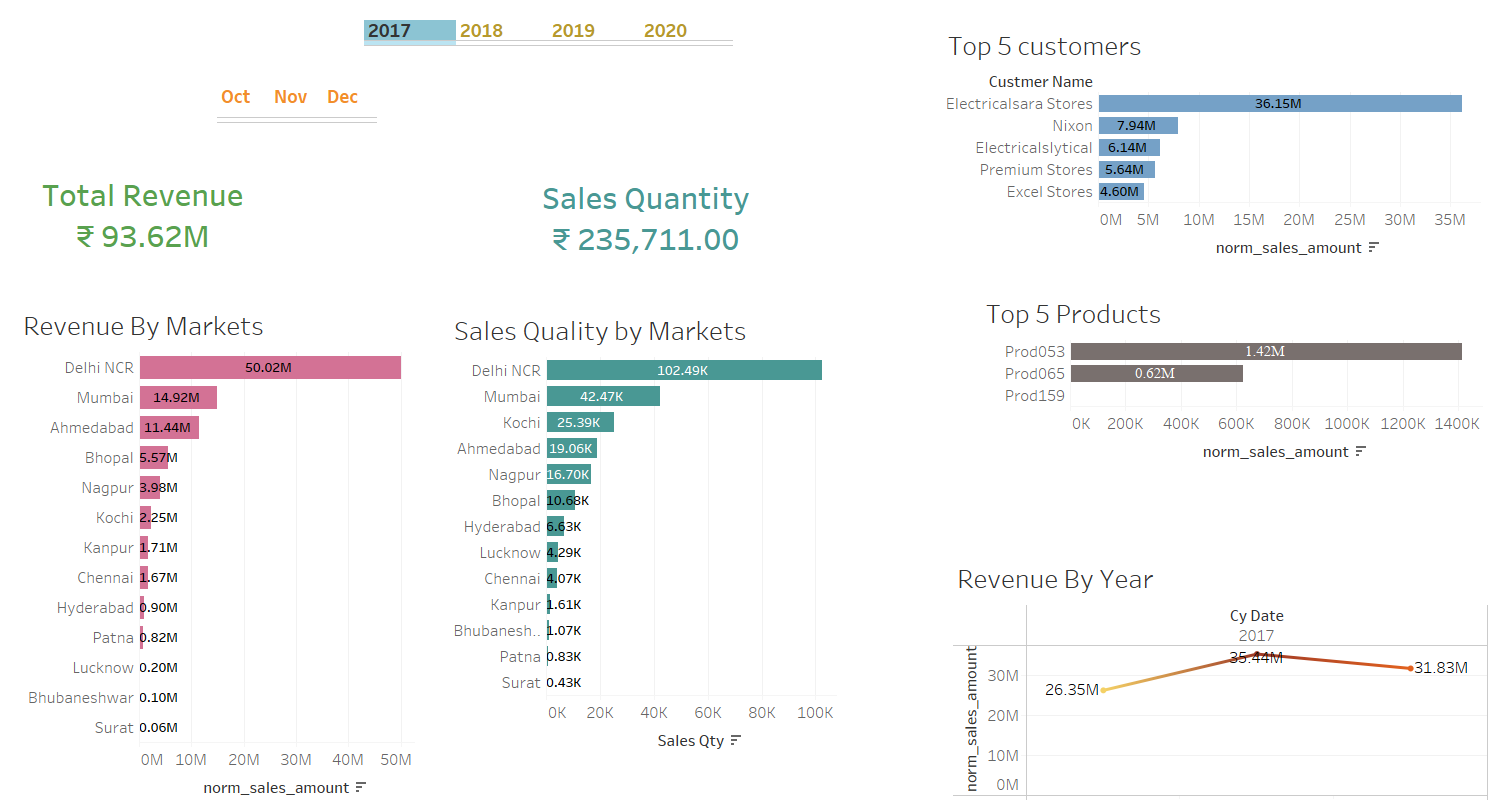 2017 2018 2019 2020
Oct Nov Dec
Total Revenue
₹ 93.62M
Sales Quantity
₹ 235,711.00
Revenue By Markets
Delhi NCR 50.02M
Mumbai 14.92M
Ahmedabad 11.44M
Bhopal 5.57M
Nagpur 3.98M
Kochi 2.25M
Kanpur 1.71M
Chennai 1.67M
Hyderabad 0.90M
Patna 0.82M
Lucknow 0.20M
Bhubaneshwar 0.10M
Surat 0.06M
0M 10M 20M 30M 40M 50M
norm_sales_amount
Sales Quality by Markets
Delhi NCR 102.49K
Mumbai 42.47K
Kochi 25.39K
Ahmedabad 19.06K
Nagpur 16.70K
Bhopal 10.68K
Hyderabad 6.63K
Lucknow 4.29K
Chennai 4.07K
Kanpur 1.61K
Bhubanesh.. 1.07K
Patna 0.83K
Surat 0.43K
0K 20K 40K 60K 80K 100K
Sales Qty
Top 5 customers
Custmer Name
Electricalsara Stores 36.15M
Nixon 7.94M
Electricalslytical 6.14M
Premium Stores 5.64M
Excel Stores 4.60M
0M 5M 10M 15M 20M 25M 30M 35M
norm_sales_amount
Top 5 Products
Prod053 1.42M
Prod065 0.62M
Prod159
0K 200K 400K 600K 800K 1000K 1200K 1400K
norm_sales_amount
Revenue By Year
Cy Date
2017
norm_sales_amount
30M
20M
10M
0M
26.35M 35.44M 31.83M